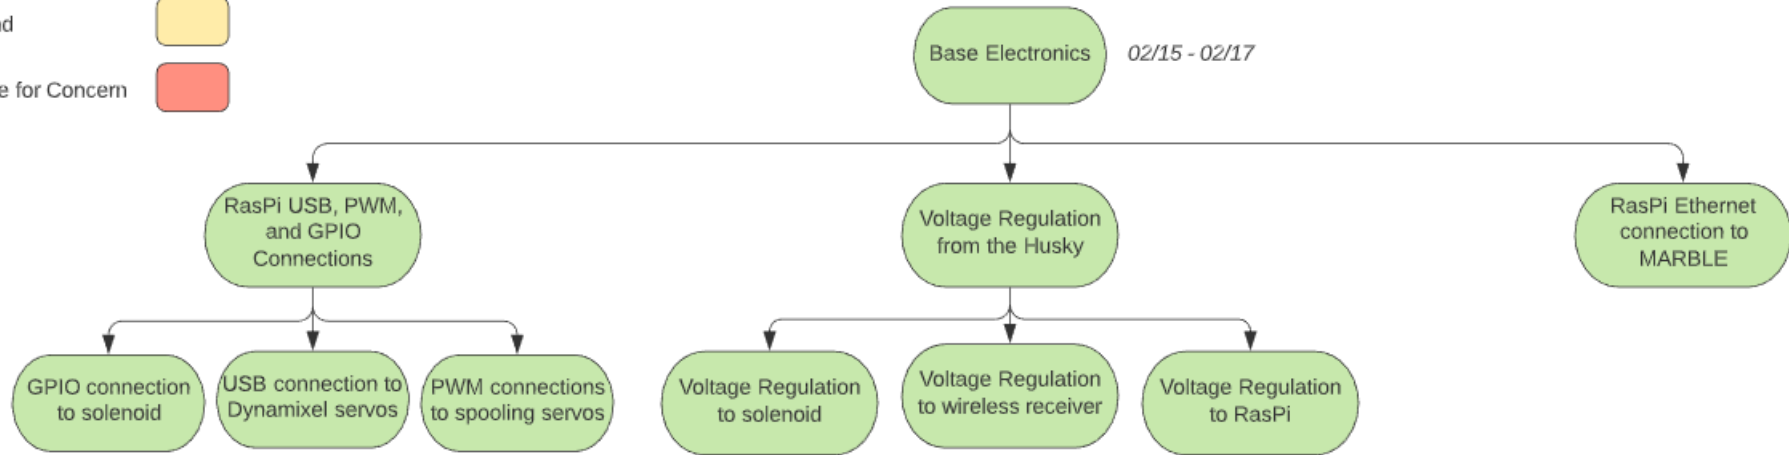 e for Concern
Base Electronics
02/15 - 02/17
RasPi USB, PWM,
and GPIO
Connections
Voltage Regulation
from the Husky
RasPi Ethernet
connection to
MARBLE
GPIO connection
to solenoid
USB connection to
Dynamixel servos
PWM connections
to spooling servos
Voltage Regulation
to solenoid
Voltage Regulation
to wireless receiver
Voltage Regulation
to RasPi